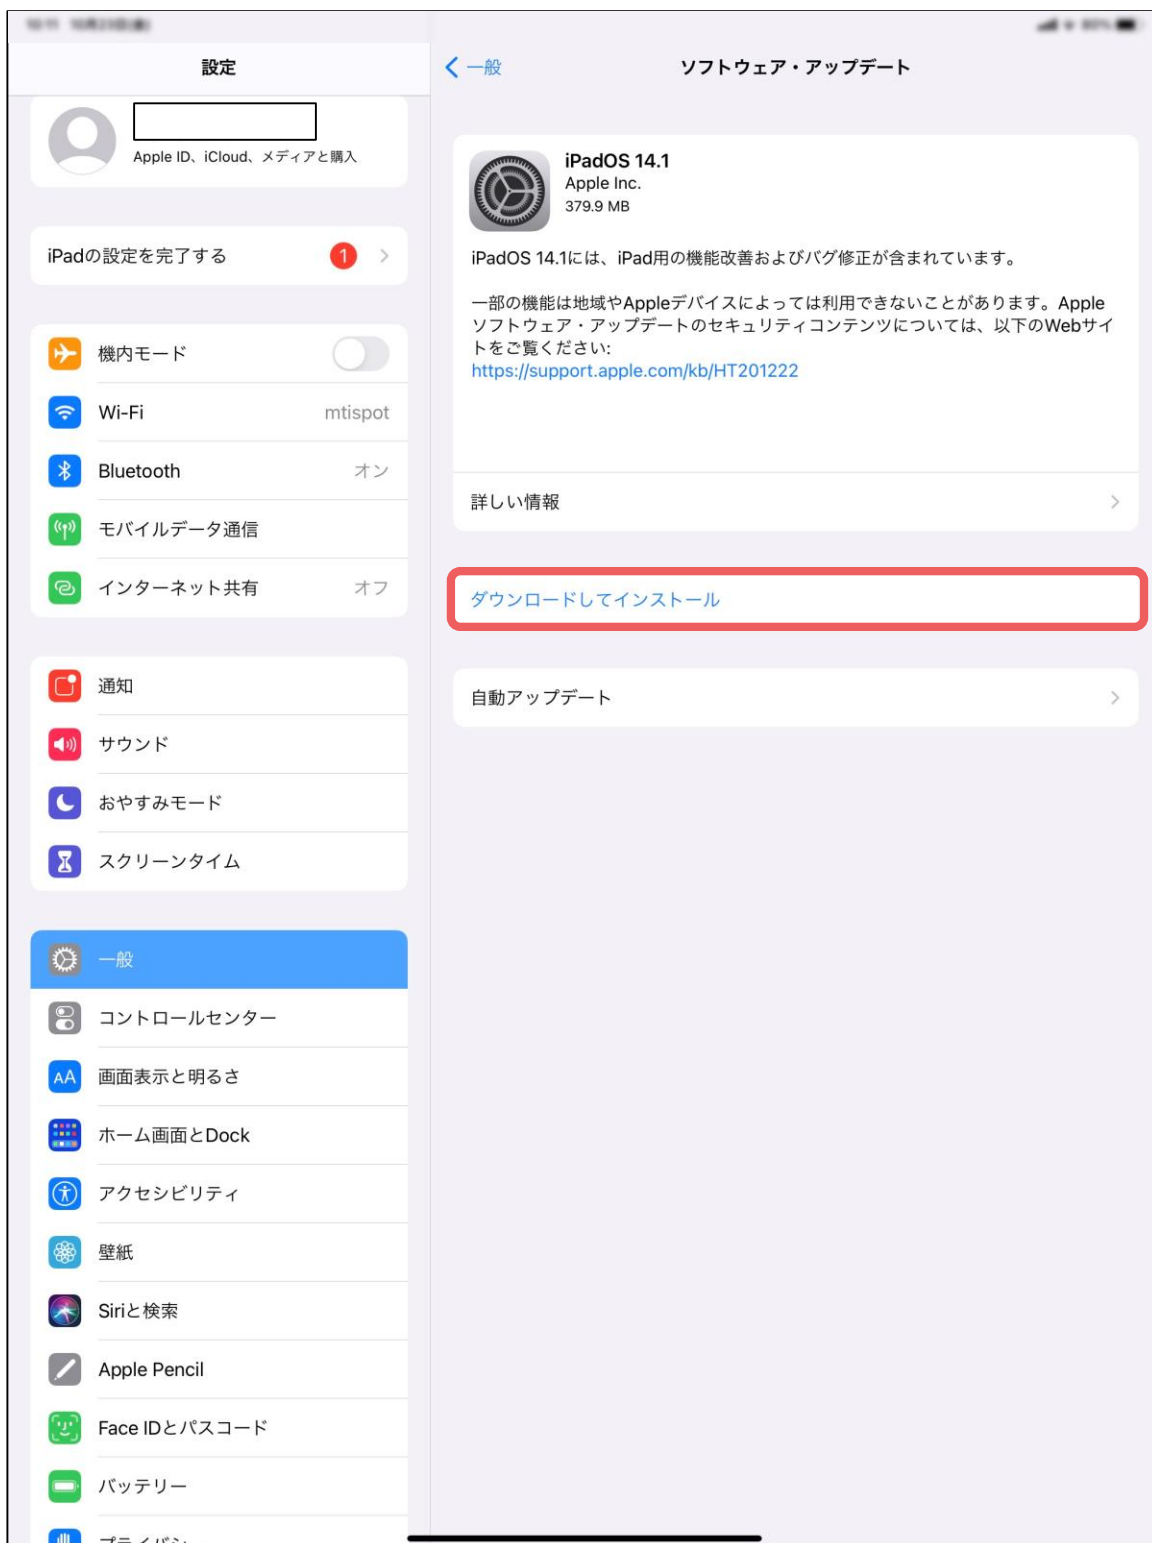 設定
Apple ID、iCloud、メディアと購入
iPadの設定を完了する
1
機内モード
Wi-Fi
mtispot
Bluetooth
オン
モバイルデータ通信
インターネット共有
オフ
通知
サウンド
おやすみモード
スクリーンタイム
一般
コントロールセンター
AA
画面表示と明るさ
ホーム画面とDock
アクセシビリティ
壁紙
Siriと検索
Apple Pencil
Face IDとパスコード
バッテリー
一般
ソフトウェア・アップデート
iPadOS 14.1
Apple Inc.
379.9 MB
iPadOS 14.1には、iPad用の機能改善およびバグ修正が含まれています。
一部の機能は地域やAppleデバイスによっては利用できないことがあります。Apple
ソフトウェア・アップデートのセキュリティコンテンツについては、以下のWebサイ
トをご覧ください:
https://support.apple.com/kb/HT201222
詳しい情報
ダウンロードしてインストール
自動アップデート